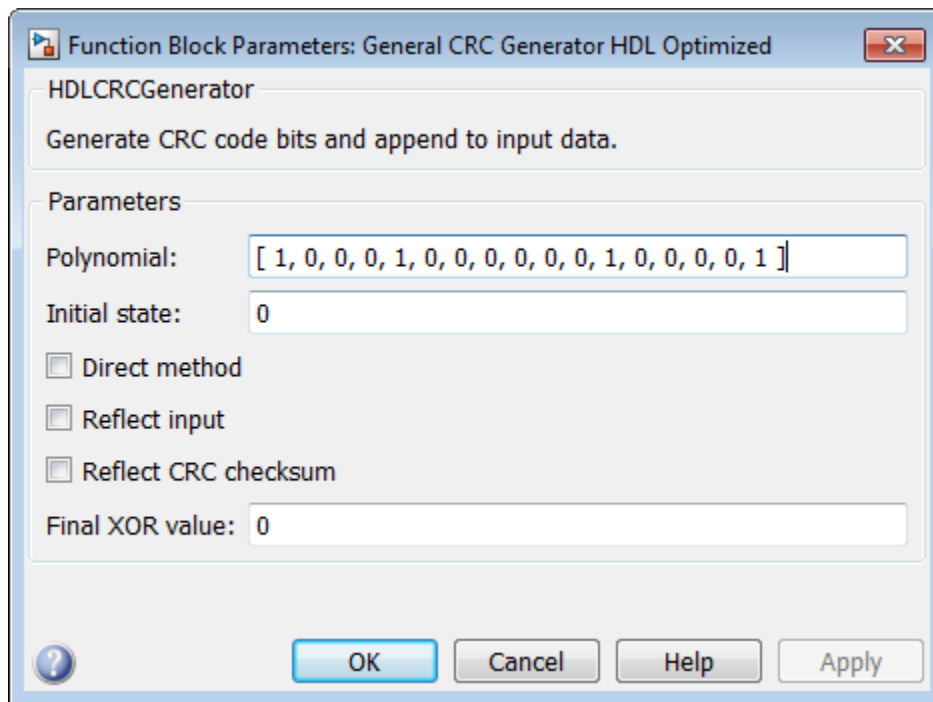 Function Block Parameters: General CRC Generator HDL Optimized
HDLCRCGenerator
Generate CRC code bits and append to input data.
Parameters
Polynomial: [ 1, 0, 0, 0, 1, 0, 0, 0, 0, 0, 0, 1, 0, 0, 0, 0, 1 ]
Initial state: 0
Direct method
Reflect input
Reflect CRC checksum
Final XOR value: 0
? OK Cancel Help Apply